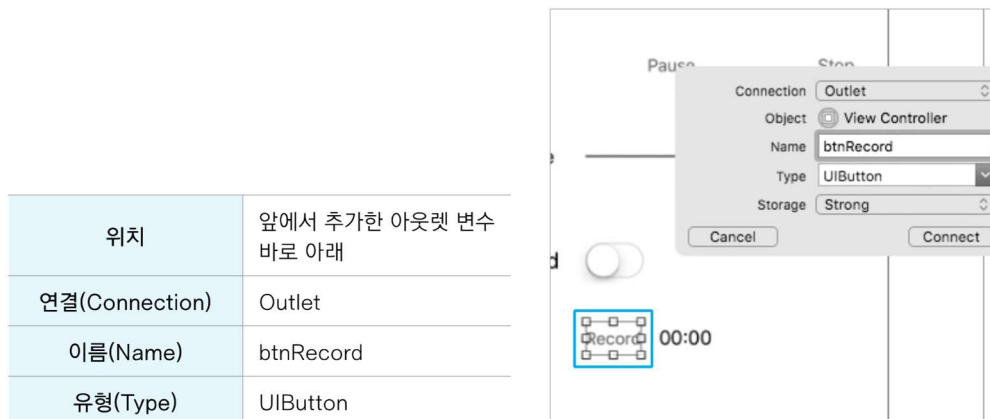 위치
앞에서 추가한 아웃렛 변수
바로 아래
연결(Connection)
Outlet
이름(Name)
btnRecord
유형(Type)
UIButton
Pause
Stop
Connection
Outlet
Object
View Controller
Name
btnRecord
Type
UIButton
Storage
Strong
Cancel
Connect
Record
00:00